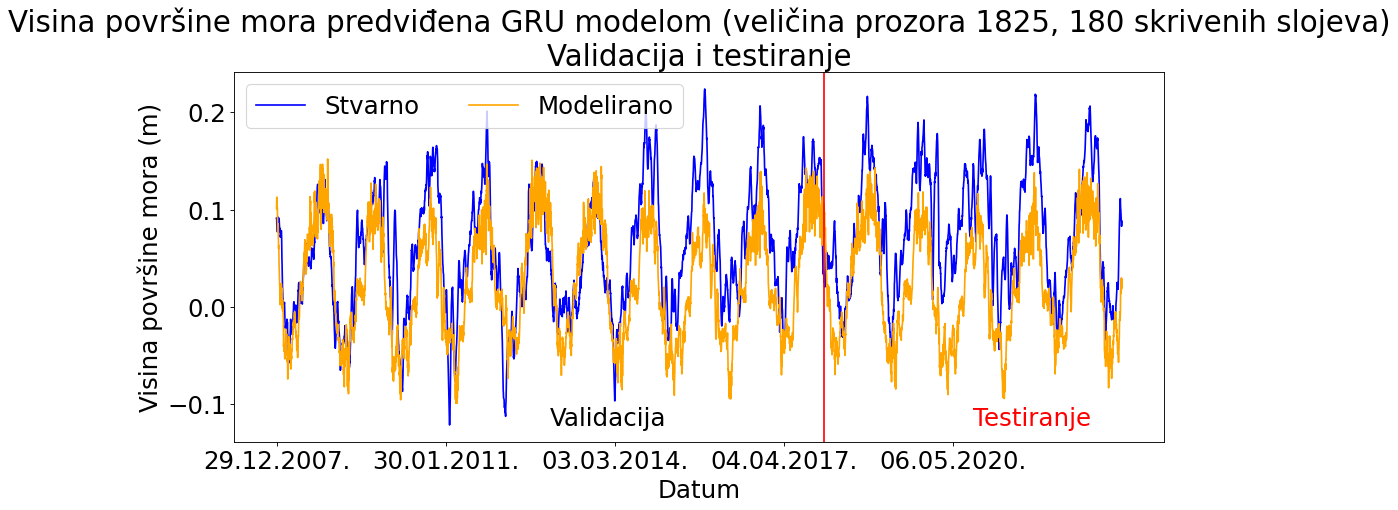 Visina površine mora predviđena GRU modelom (veličina prozora 1825, 180 skrivenih slojeva)
Validacija i testiranje
Stvarno
Modelirano
Visina površine mora (m)
0.2
0.1
0.0
−0.1
Validacija
Testiranje
29.12.2007.
30.01.2011.
03.03.2014.
04.04.2017.
06.05.2020.
Datum